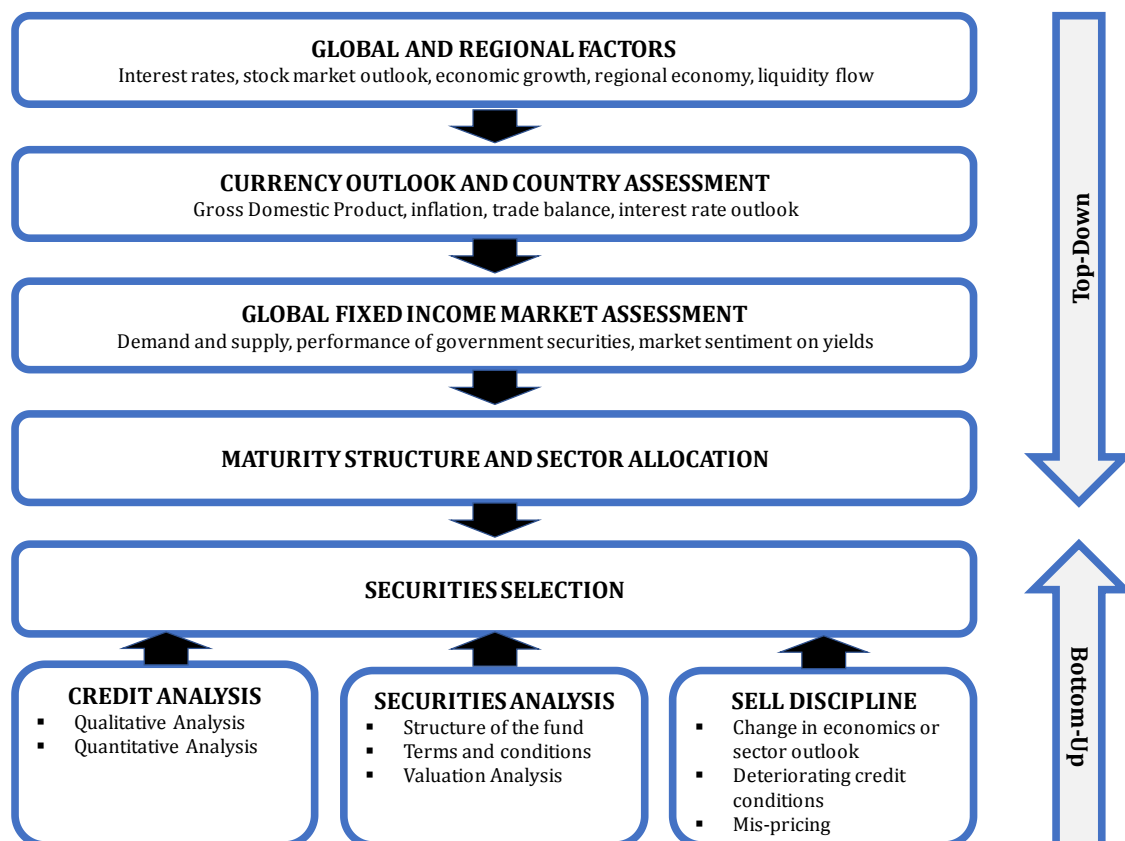 GLOBAL AND REGIONAL FACTORS
Interest rates, stock market outlook, economic growth, regional economy, liquidity flow
CURRENCY OUTLOOK AND COUNTRY ASSESSMENT
Gross Domestic Product, inflation, trade balance, interest rate outlook
GLOBAL FIXED INCOME MARKET ASSESSMENT
Demand and supply, performance of government securities, market sentiment on yields
MATURITY STRUCTURE AND SECTOR ALLOCATION
SECURITIES SELECTION
CREDIT ANALYSIS
▪ Qualitative Analysis
▪ Quantitative Analysis
SECURITIES ANALYSIS
▪ Structure of the fund
▪ Terms and conditions
▪ Valuation Analysis
SELL DISCIPLINE
▪ Change in economics or
sector outlook
▪ Deteriorating credit
conditions
▪ Mis-pricing
Top-Down
Bottom-Up